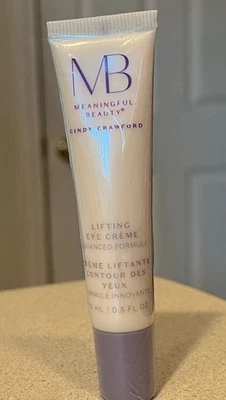 MB
MEANINGFUL
BEAUTY®
CINDY CRAWFORD
LIFTING
EYE CRÈME
ADVANCED FORMULA
CRÈME LIFTANTE
CONTOUR DES
YEUX
FORMULE INNOVANTE
mL / 0.5 FL OZ